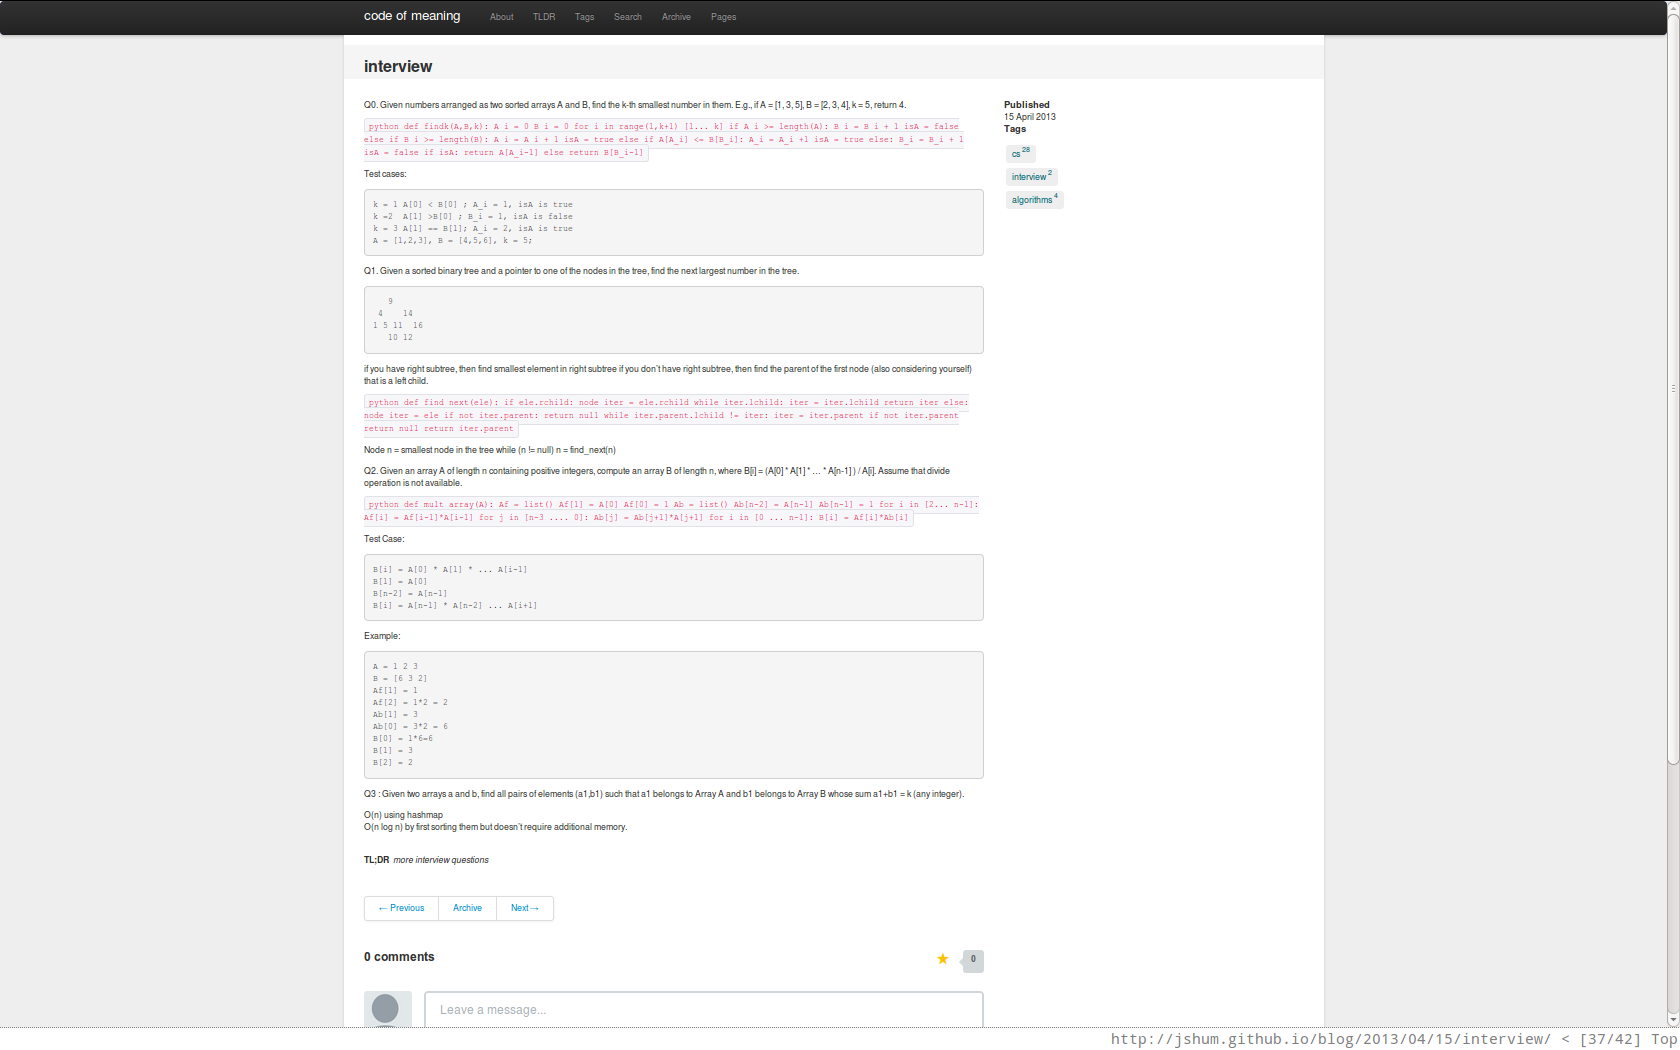 code of meaning About TLDR Tags Search Archive Pages
interview
Q0. Given numbers arranged as two sorted arrays A and B, find the k-th smallest number in them. E.g., if A = [1, 3, 5], B = [2, 3, 4], k = 5, return 4.
python def findk(A,B,k): A i = 0 B i = 0 for i in range(1,k+1) [1... k] if A i >= length(A): B i = B i + 1 isA = false
else if B i >= length(B): A i = A i + 1 isA = true else if A[A_i] <= B[B_i]: A_i = A_i +1 isA = true else: B_i = B_i + 1
isA = false if isA: return A[A_i-1] else return B[B_i-1]
Test cases:
k = 1 A[0] < B[0] ; A_i = 1, isA is true
k =2  A[1] >B[0] ; B_i = 1, isA is false
k = 3 A[1] == B[1]; A_i = 2, isA is true
A = [1,2,3], B = [4,5,6], k = 5;
Q1. Given a sorted binary tree and a pointer to one of the nodes in the tree, find the next largest number in the tree.
9
4 14
1 5 11 16
10 12
if you have right subtree, then find smallest element in right subtree if you don't have right subtree, then find the parent of the first node (also considering yourself)
that is a left child.
python def find next(ele): if ele.rchild: node iter = ele.rchild while iter.lchild: iter = iter.lchild return iter else:
node iter = ele if not iter.parent: return null while iter.parent.lchild != iter: iter = iter.parent if not iter.parent
return null return iter.parent
Node n = smallest node in the tree while (n != null) n = find_next(n)
Q2. Given an array A of length n containing positive integers, compute an array B of length n, where B[i] = (A[0] * A[1] * ... * A[n-1] ) / A[i]. Assume that divide
operation is not available.
python def mult array(A): Af = list() Af[1] = A[0] Af[0] = 1 Ab = list() Ab[n-2] = A[n-1] Ab[n-1] = 1 for i in [2... n-1]:
Af[i] = Af[i-1]*A[i-1] for j in [n-3 .... 0]: Ab[j] = Ab[j+1]*A[j+1] for i in [0 ... n-1]: B[i] = Af[i]*Ab[i]
Test Case:
B[i] = A[0] * A[1] * ... A[i-1]
B[1] = A[0]
B[n-2] = A[n-1]
B[i] = A[n-1] * A[n-2] ... A[i+1]
Example:
A = 1 2 3
B = [6 3 2]
Af[1] = 1
Af[2] = 1*2 = 2
Ab[1] = 3
Ab[0] = 3*2 = 6
B[0] = 1*6=6
B[1] = 3
B[2] = 2
Q3 : Given two arrays a and b, find all pairs of elements (a1,b1) such that a1 belongs to Array A and b1 belongs to Array B whose sum a1+b1 = k (any integer).
O(n) using hashmap
O(n log n) by first sorting them but doesn't require additional memory.
TL;DR more interview questions
← Previous Archive Next →
0 comments ★ 0
Leave a message...
Published
15 April 2013
Tags
cs 28
interview 2
algorithms 4
http://jshum.github.io/blog/2013/04/15/interview/ < [37/42] Top